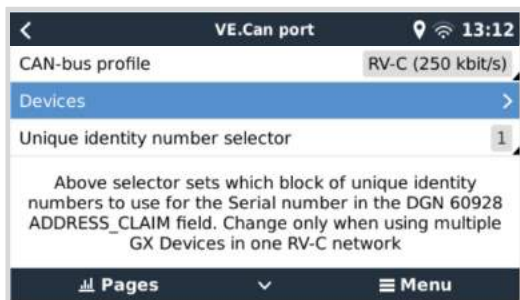 VE.Can port 13:12
CAN-bus profile RV-C (250 kbit/s)
Devices
Unique identity number selector 1
Above selector sets which block of unique identity
numbers to use for the Serial number in the DGN 60928
ADDRESS_CLAIM field. Change only when using multiple
GX Devices in one RV-C network
Pages Menu